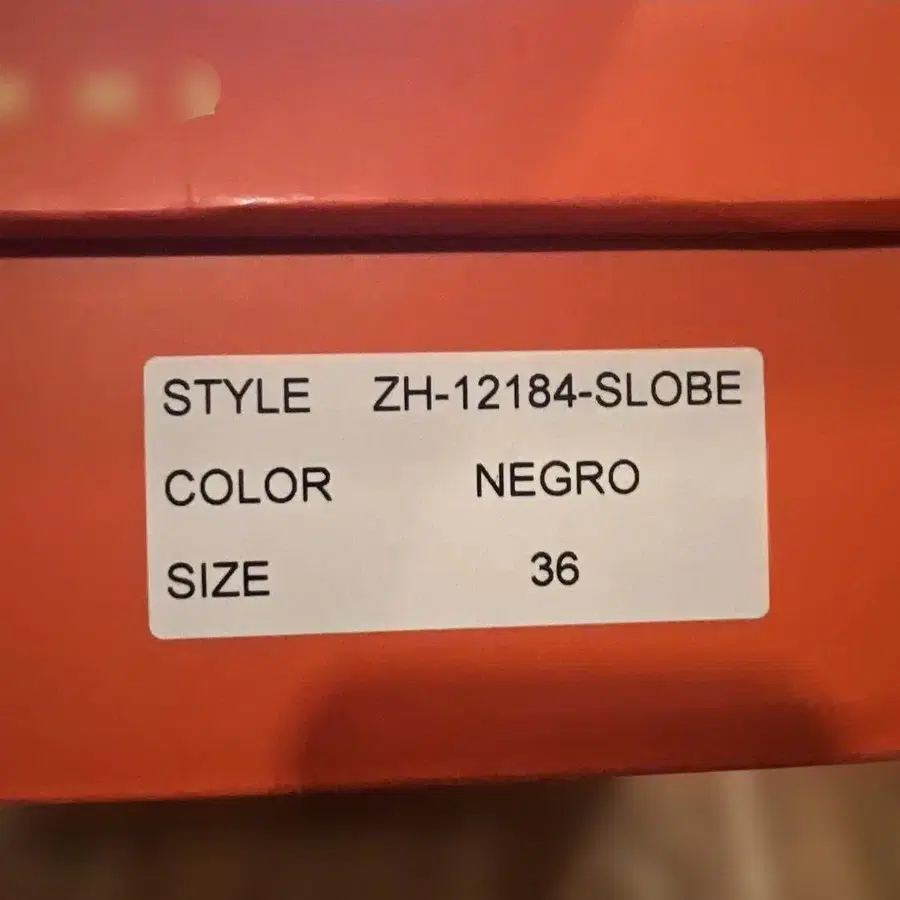 STYLE ZH-12184-SLOBE
COLOR NEGRO
SIZE 36